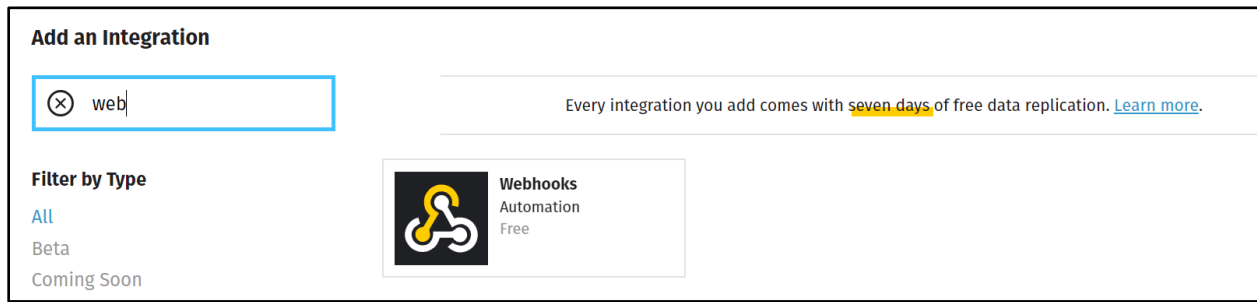 Add an Integration
web
Every integration you add comes with seven days of free data replication. Learn more.
Filter by Type
All
Beta
Coming Soon
Webhooks
Automation
Free